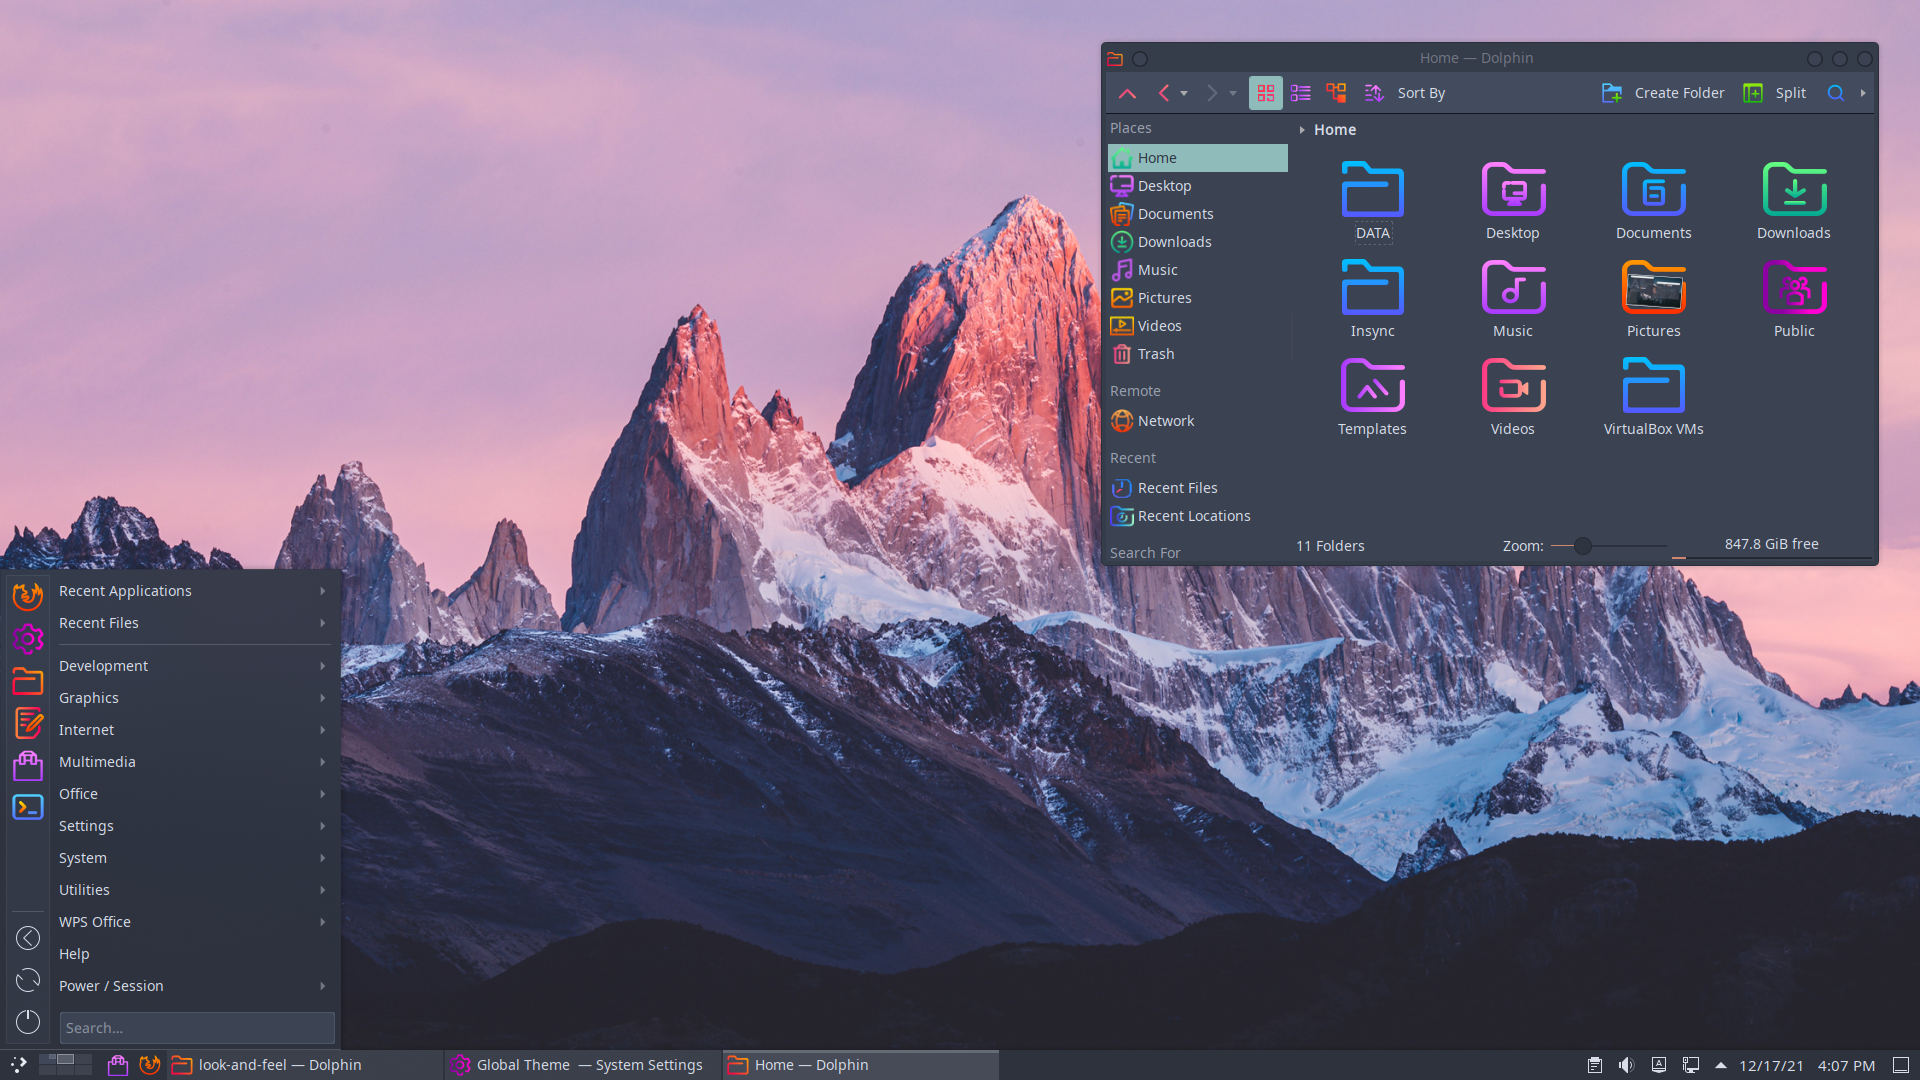 Home — Dolphin
Sort By
Create Folder
Split
Places
Home
Desktop
Documents
Downloads
Music
Pictures
Videos
Trash
Remote
Network
Recent
Recent Files
Recent Locations
Search For
Home
DATA
Desktop
Documents
Downloads
Insync
Music
Pictures
Public
Templates
Videos
VirtualBox VMs
11 Folders
Zoom:
847.8 GiB free
Recent Applications
Recent Files
Development
Graphics
Internet
Multimedia
Office
Settings
System
Utilities
WPS Office
Help
Power / Session
Search...
look-and-feel — Dolphin
Global Theme — System Settings
Home — Dolphin
12/17/21
4:07 PM